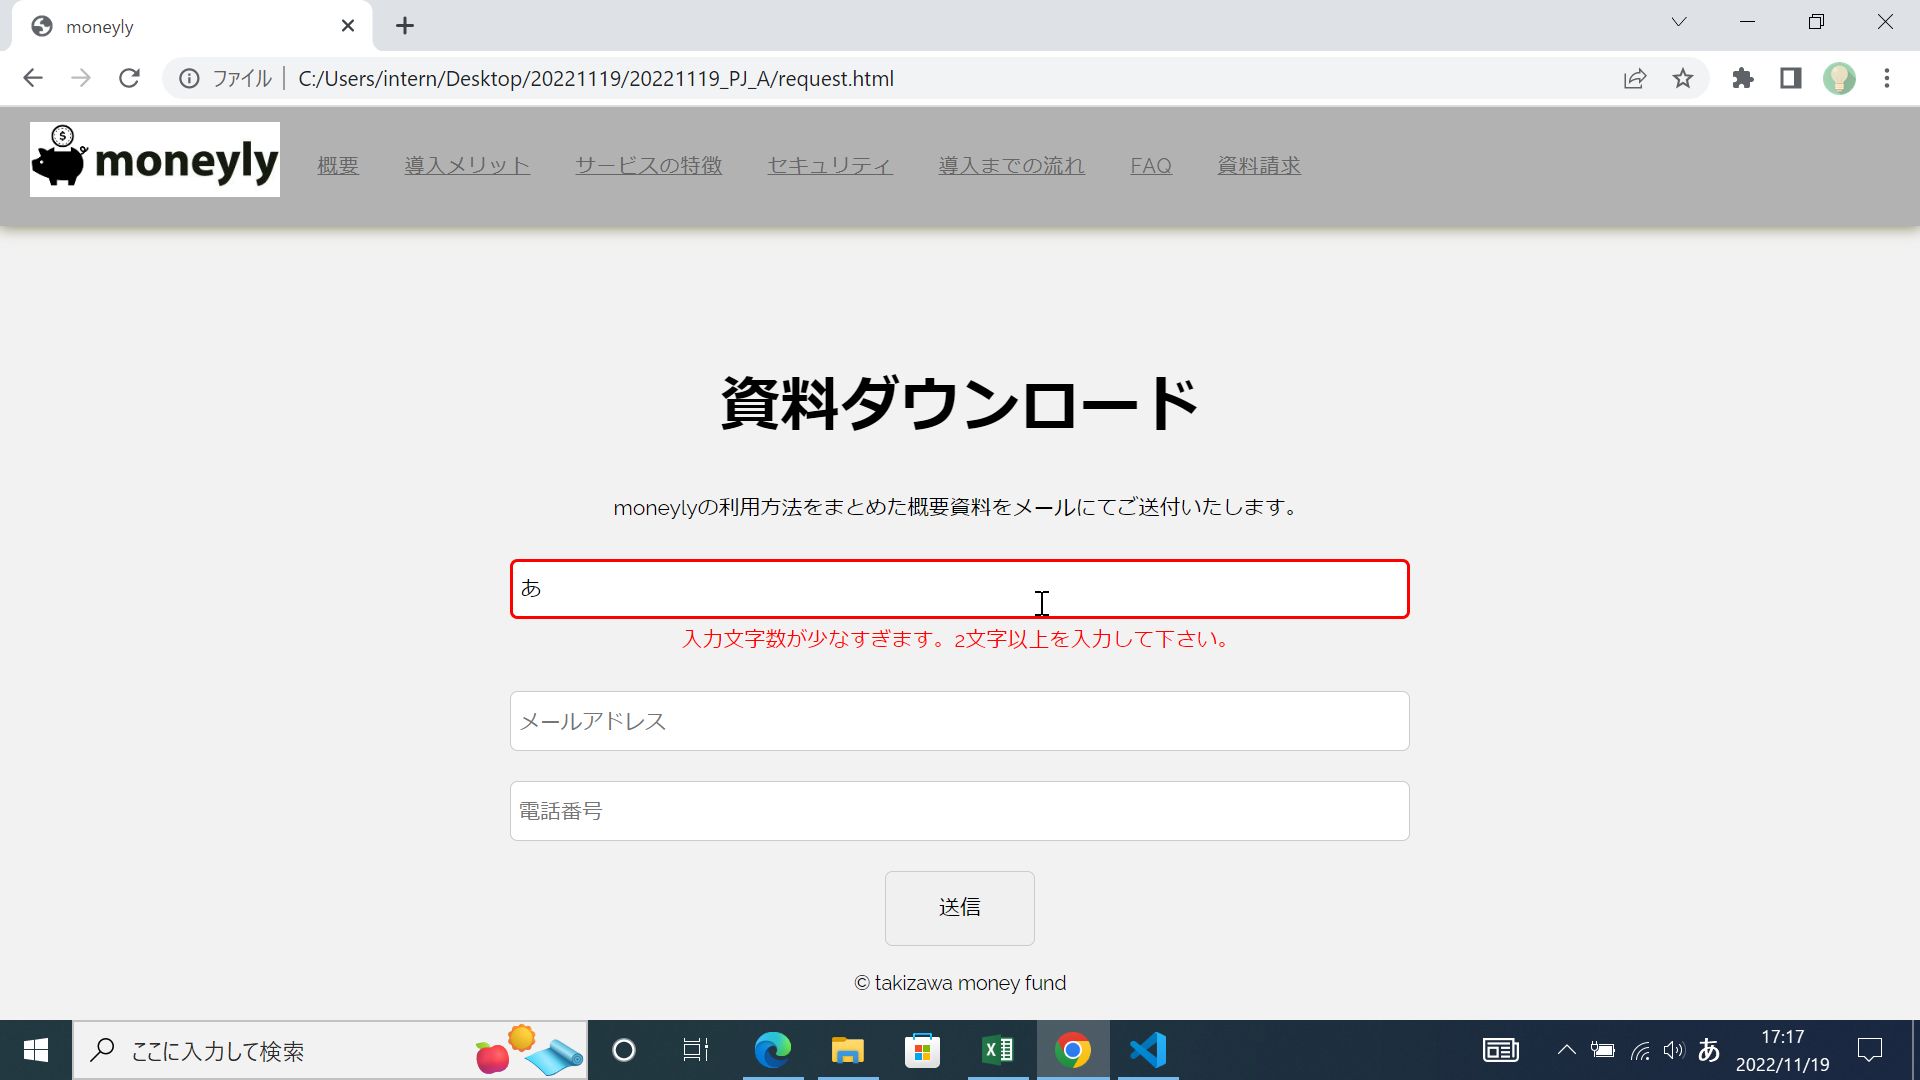 moneyly
ファイル
C:/Users/intern/Desktop/20221119/20221119_PJ_A/request.html
moneyly
概要 導入メリット サービスの特徴 セキュリティ 導入までの流れ FAQ 資料請求
資料ダウンロード
moneylyの利用方法をまとめた概要資料をメールにてご送付いたします。
あ
入力文字数が少なすぎます。2文字以上を入力して下さい。
メールアドレス
電話番号
送信
© takizawa money fund
ここに入力して検索
あ
17:17
2022/11/19